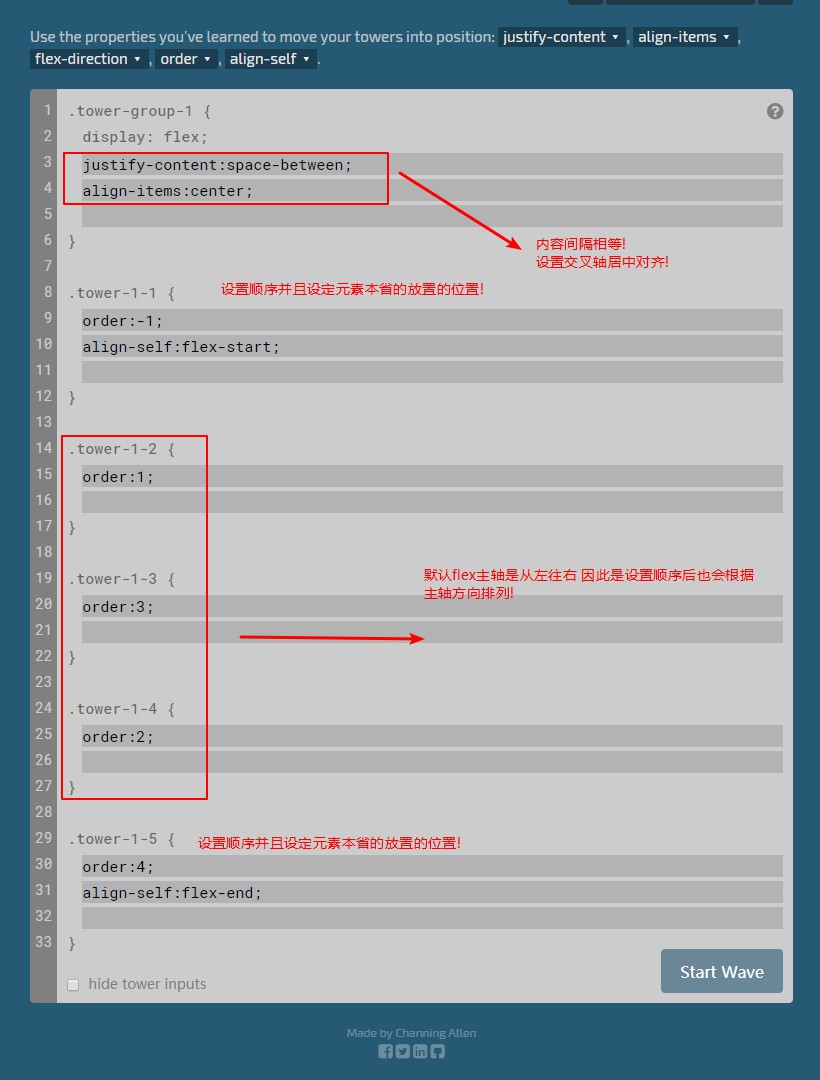 Use the properties you've learned to move your towers into position: justify-content ▾ , align-items ▾ ,
flex-direction ▾ , order ▾ , align-self ▾ .
1 .tower-group-1 {
2 display: flex;
3 justify-content:space-between;
4 align-items:center;
5
6 }
内容间隔相等!
设置交叉轴居中对齐!
7
8 .tower-1-1 { 设置顺序并且设定元素本省的放置的位置!
9 order:-1;
10 align-self:flex-start;
11
12 }
13
14 .tower-1-2 {
15 order:1;
16
17 }
18
19 .tower-1-3 {
默认flex主轴是从左往右 因此是设置顺序后也会根据
主轴方向排列!
20 order:3;
21
22 }
23
24 .tower-1-4 {
25 order:2;
26
27 }
28
29 .tower-1-5 { 设置顺序并且设定元素本省的放置的位置!
30 order:4;
31 align-self:flex-end;
32
33 }
hide tower inputs
Start Wave
Made by Channing Allen